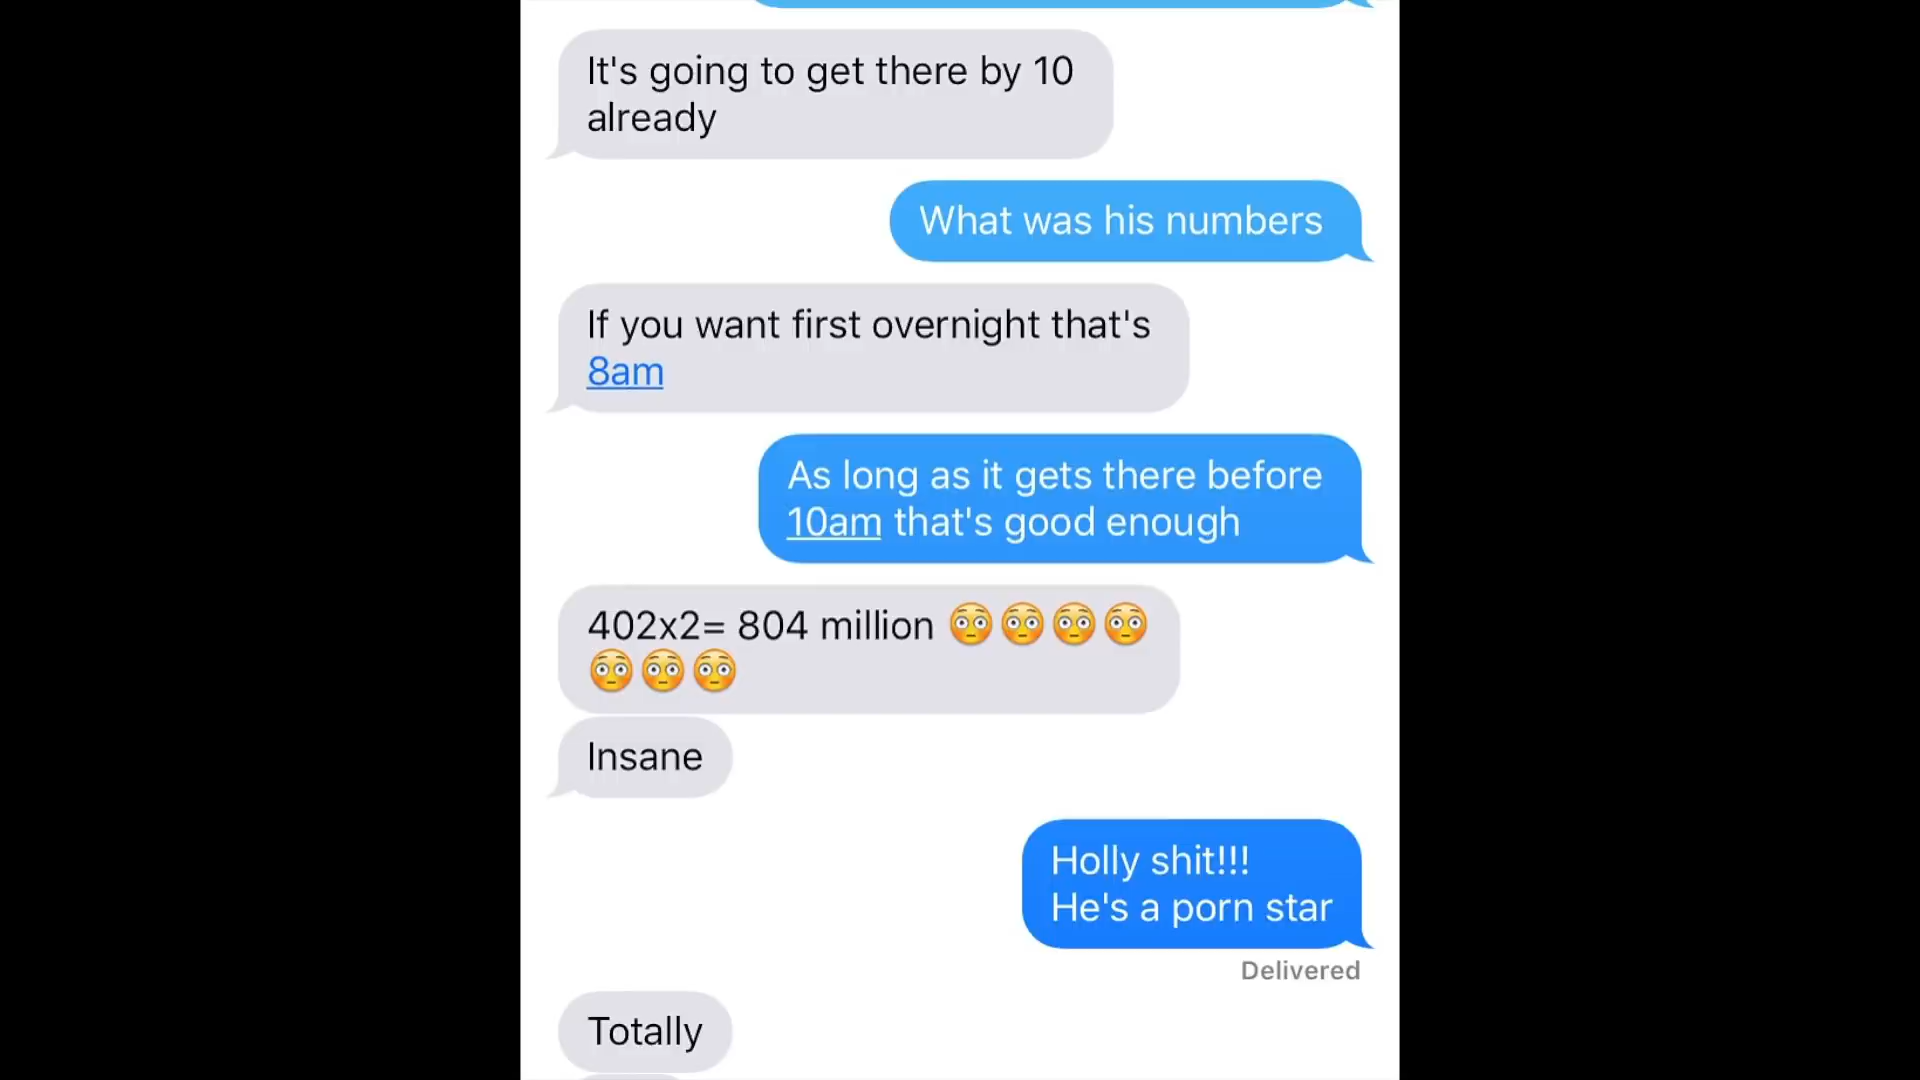 It's going to get there by 10
already
What was his numbers
If you want first overnight that's
8am
As long as it gets there before
10am that's good enough
402x2= 804 million 😳😳😳😳
😳😳😳
Insane
Holly shit!!!
He's a porn star
Delivered
Totally